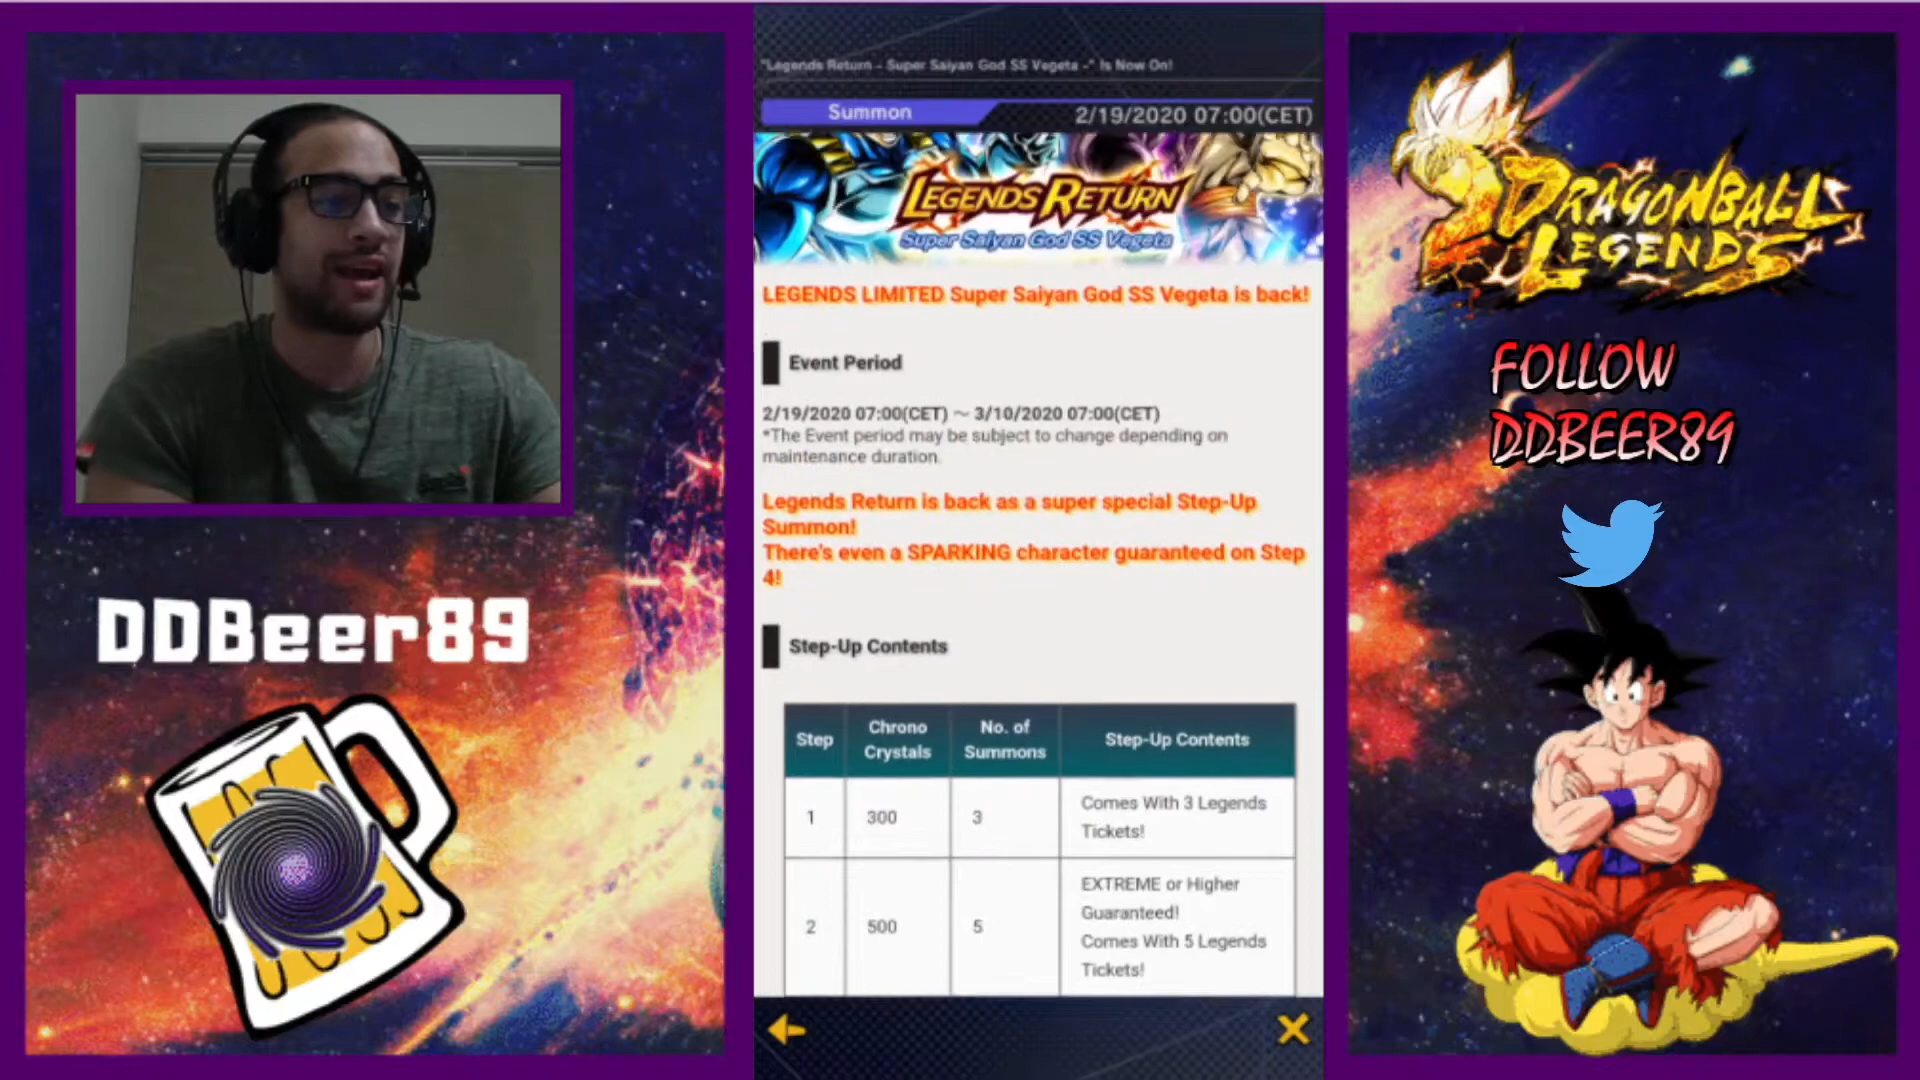 "Legends Return - Super Saiyan God SS Vegeta -" Is Now On!
Summon
2/19/2020 07:00(CET)
LEGENDS RETURN
Super Saiyan God SS Vegeta
LEGENDS LIMITED Super Saiyan God SS Vegeta is back!
Event Period
2/19/2020 07:00(CET) ~ 3/10/2020 07:00(CET)
*The Event period may be subject to change depending on
maintenance duration.
Legends Return is back as a super special Step-Up
Summon!
There's even a SPARKING character guaranteed on Step
4!
Step-Up Contents
Step
Chrono
Crystals
No. of
Summons
Step-Up Contents
1
300
3
Comes With 3 Legends
Tickets!
2
500
5
EXTREME or Higher
Guaranteed!
Comes With 5 Legends
Tickets!
DDBeer89
DRAGONBALL
LEGENDS
FOLLOW
DDBEER89